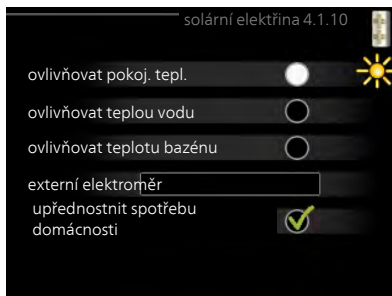 solární elektřina 4.1.10
ovlivňovat pokoj. tepl.
ovlivňovat teplou vodu
ovlivňovat teplotu bazénu
externí elektroměr
upřednostnit spotřebu
domácnosti